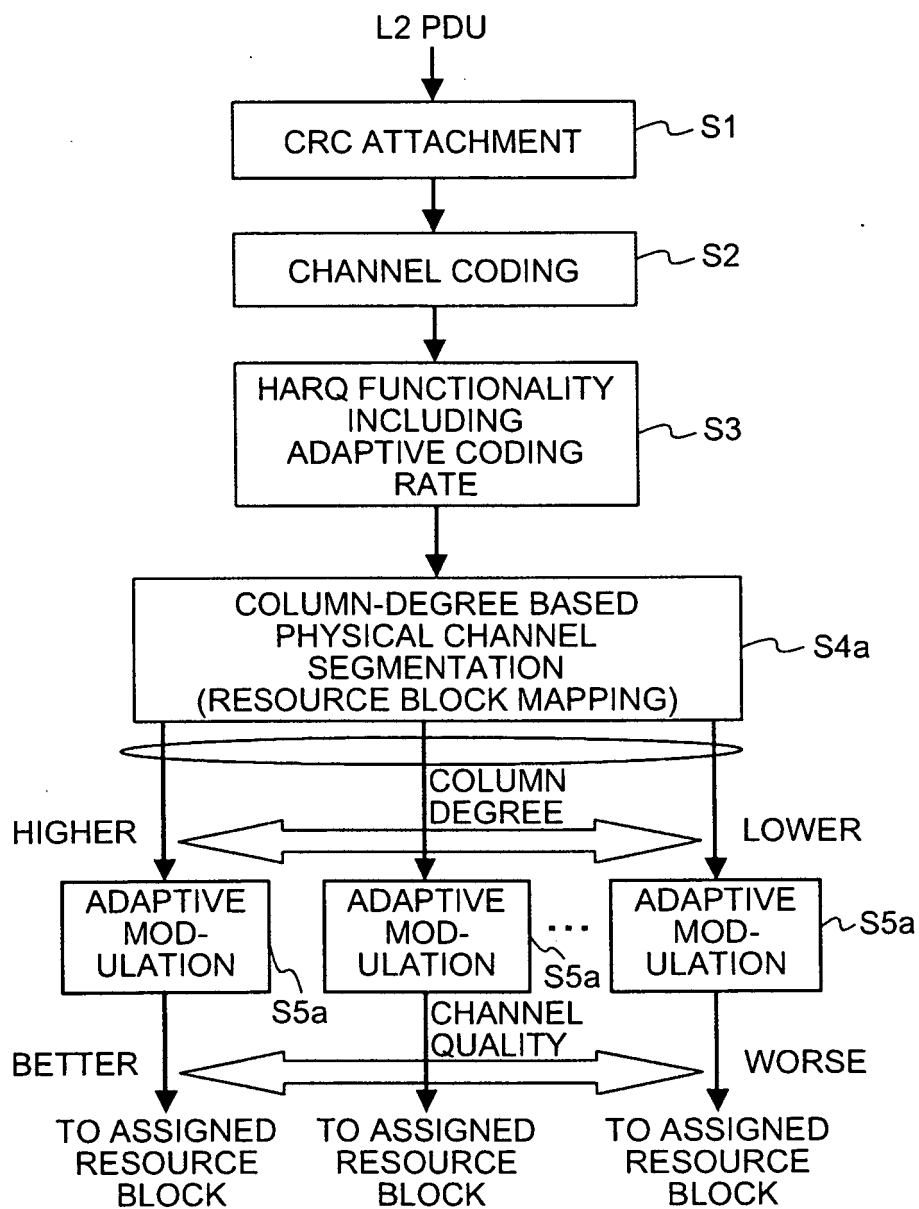 L2 PDU
CRC ATTACHMENT
S1
CHANNEL CODING
S2
HARQ FUNCTIONALITY
INCLUDING
ADAPTIVE CODING
RATE
S3
COLUMN-DEGREE BASED
PHYSICAL CHANNEL
SEGMENTATION
(RESOURCE BLOCK MAPPING)
S4a
COLUMN
DEGREE
HIGHER
LOWER
ADAPTIVE
MOD-
ULATION
S5a
ADAPTIVE
MOD-
ULATION
S5a
...
ADAPTIVE
MOD-
ULATION
S5a
CHANNEL
QUALITY
BETTER
WORSE
TO ASSIGNED
RESOURCE
BLOCK
TO ASSIGNED
RESOURCE
BLOCK
TO ASSIGNED
RESOURCE
BLOCK